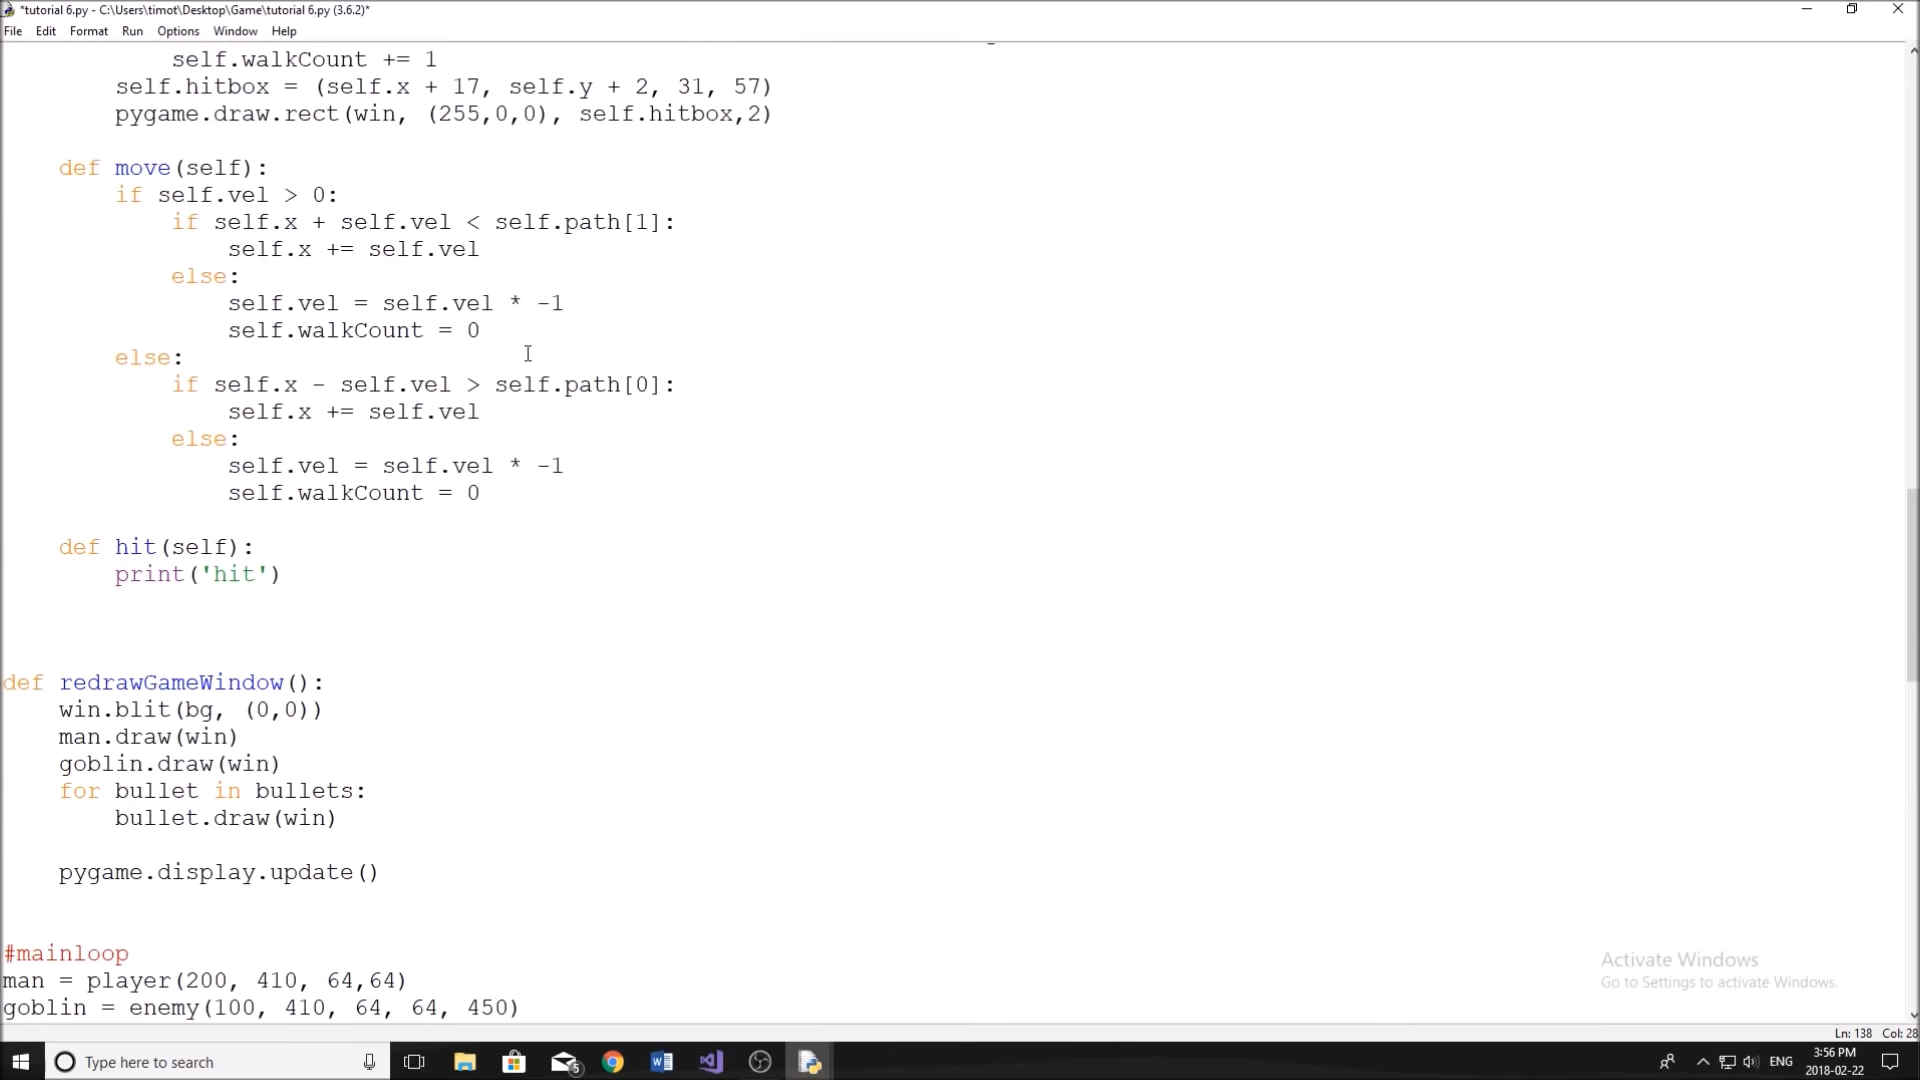 *tutorial 6.py - C:\Users\timot\Desktop\Game\tutorial 6.py (3.6.2)*
File Edit Format Run Options Window Help
            self.walkCount += 1
        self.hitbox = (self.x + 17, self.y + 2, 31, 57)
        pygame.draw.rect(win, (255,0,0), self.hitbox,2)
    def move(self):
        if self.vel > 0:
            if self.x + self.vel < self.path[1]:
                self.x += self.vel
            else:
                self.vel = self.vel * -1
                self.walkCount = 0
        else:
            if self.x - self.vel > self.path[0]:
                self.x += self.vel
            else:
                self.vel = self.vel * -1
                self.walkCount = 0
    def hit(self):
        print('hit')
def redrawGameWindow():
    win.blit(bg, (0,0))
    man.draw(win)
    goblin.draw(win)
    for bullet in bullets:
        bullet.draw(win)
    pygame.display.update()
#mainloop
man = player(200, 410, 64,64)
goblin = enemy(100, 410, 64, 64, 450)
Activate Windows
Go to Settings to activate Windows.
Ln: 138 Col: 28
Type here to search
5
ENG
3:56 PM
2018-02-22